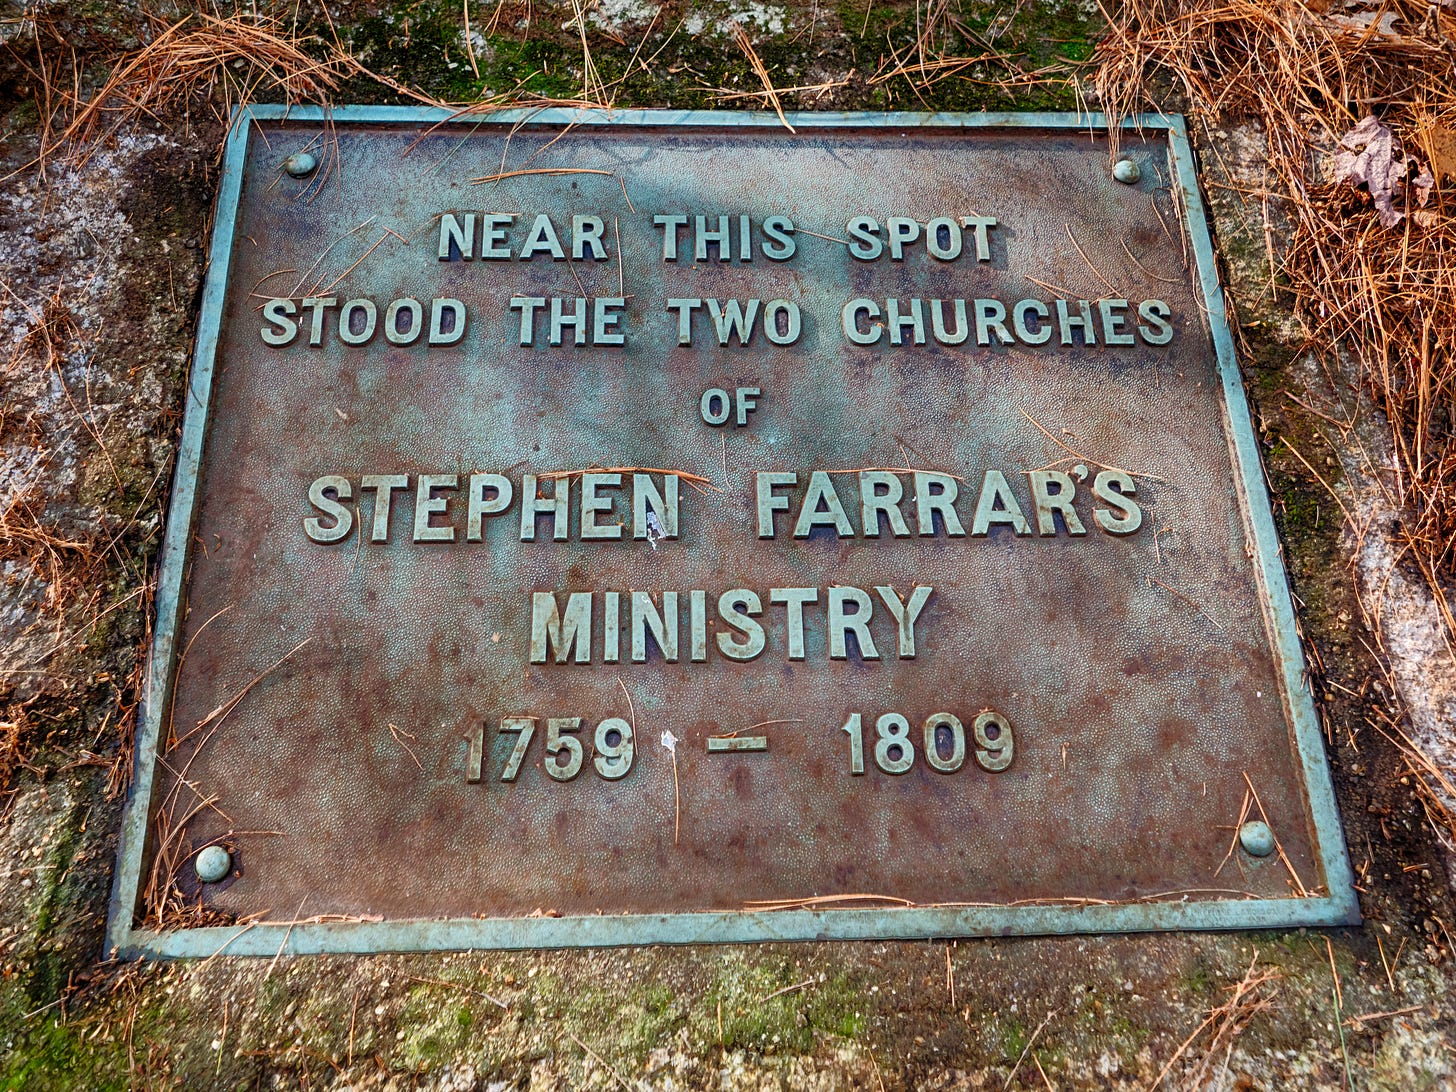 NEAR THIS SPOT
STOOD THE TWO CHURCHES
OF
STEPHEN FARRAR'S
MINISTRY
1759 — 1809